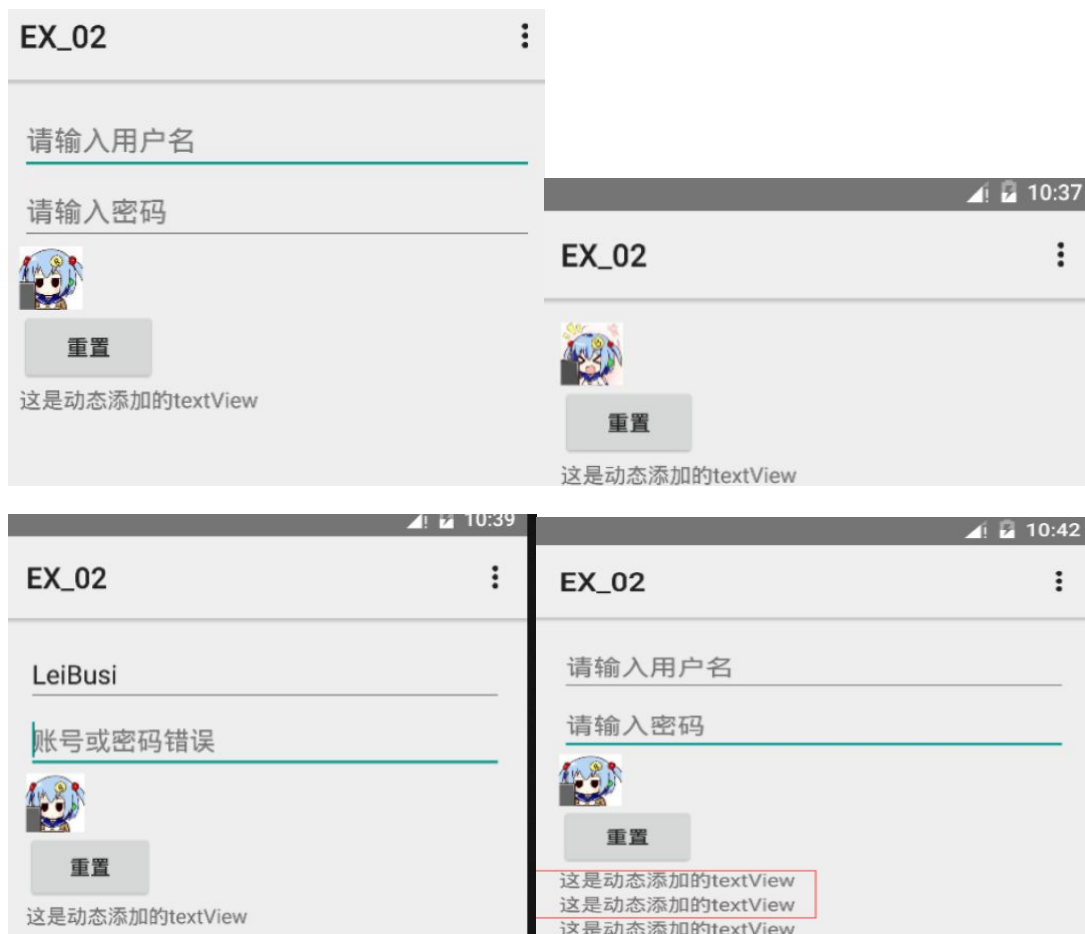 EX_02
请输入用户名
请输入密码
重置
这是动态添加的textView
10:37
EX_02
重置
这是动态添加的textView
10:39
EX_02
LeiBusi
账号或密码错误
重置
这是动态添加的textView
10:42
EX_02
请输入用户名
请输入密码
重置
这是动态添加的textView
这是动态添加的textView
这是动态添加的textView